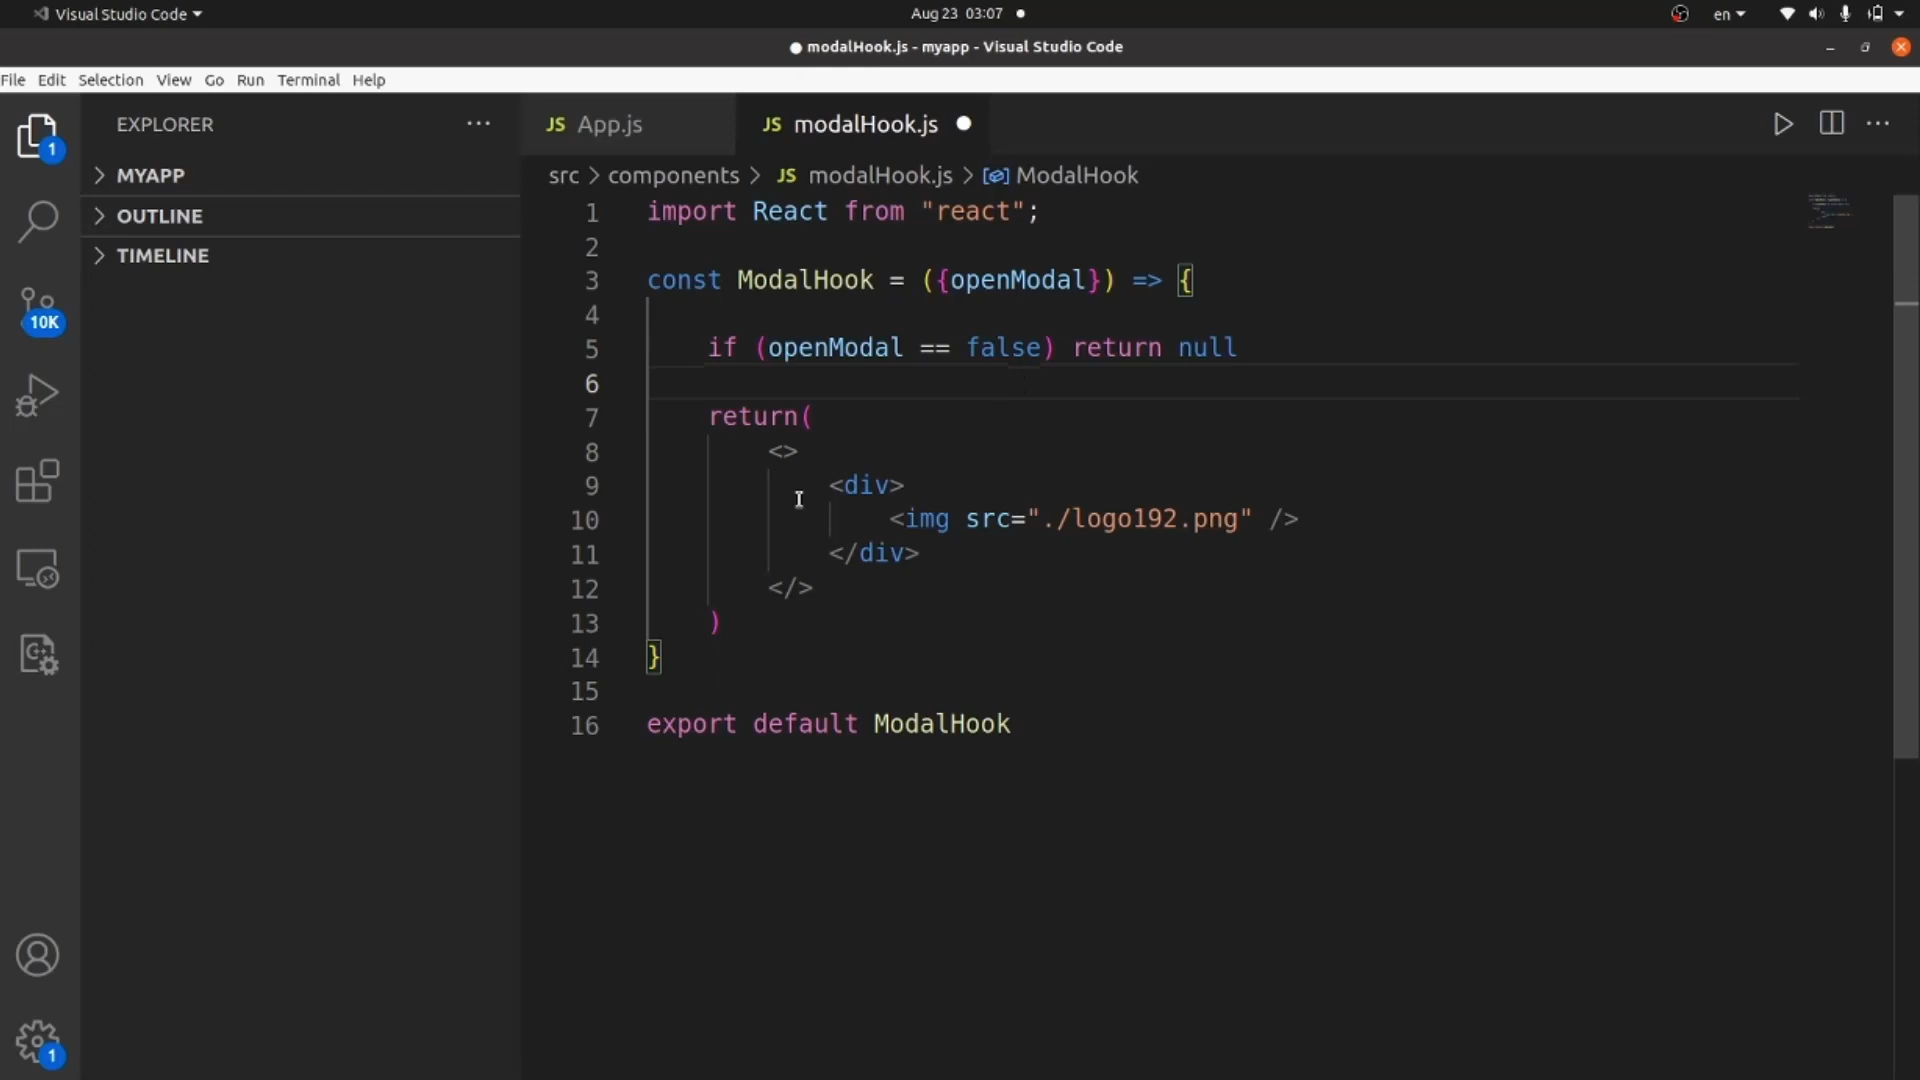 Visual Studio Code
Aug 23 03:07
en
modalHook.js - myapp - Visual Studio Code
File Edit Selection View Go Run Terminal Help
EXPLORER
JS App.js
JS modalHook.js
1
MYAPP
src > components > JS modalHook.js > ModalHook
OUTLINE
TIMELINE
10K
1 import React from "react";
2
3 const ModalHook = ({openModal}) => {
4
5 if (openModal == false) return null
6
7 return(
8 <>
9 <div>
10 <img src="./logo192.png" />
11 </div>
12 </>
13 )
14 }
15
16 export default ModalHook
1